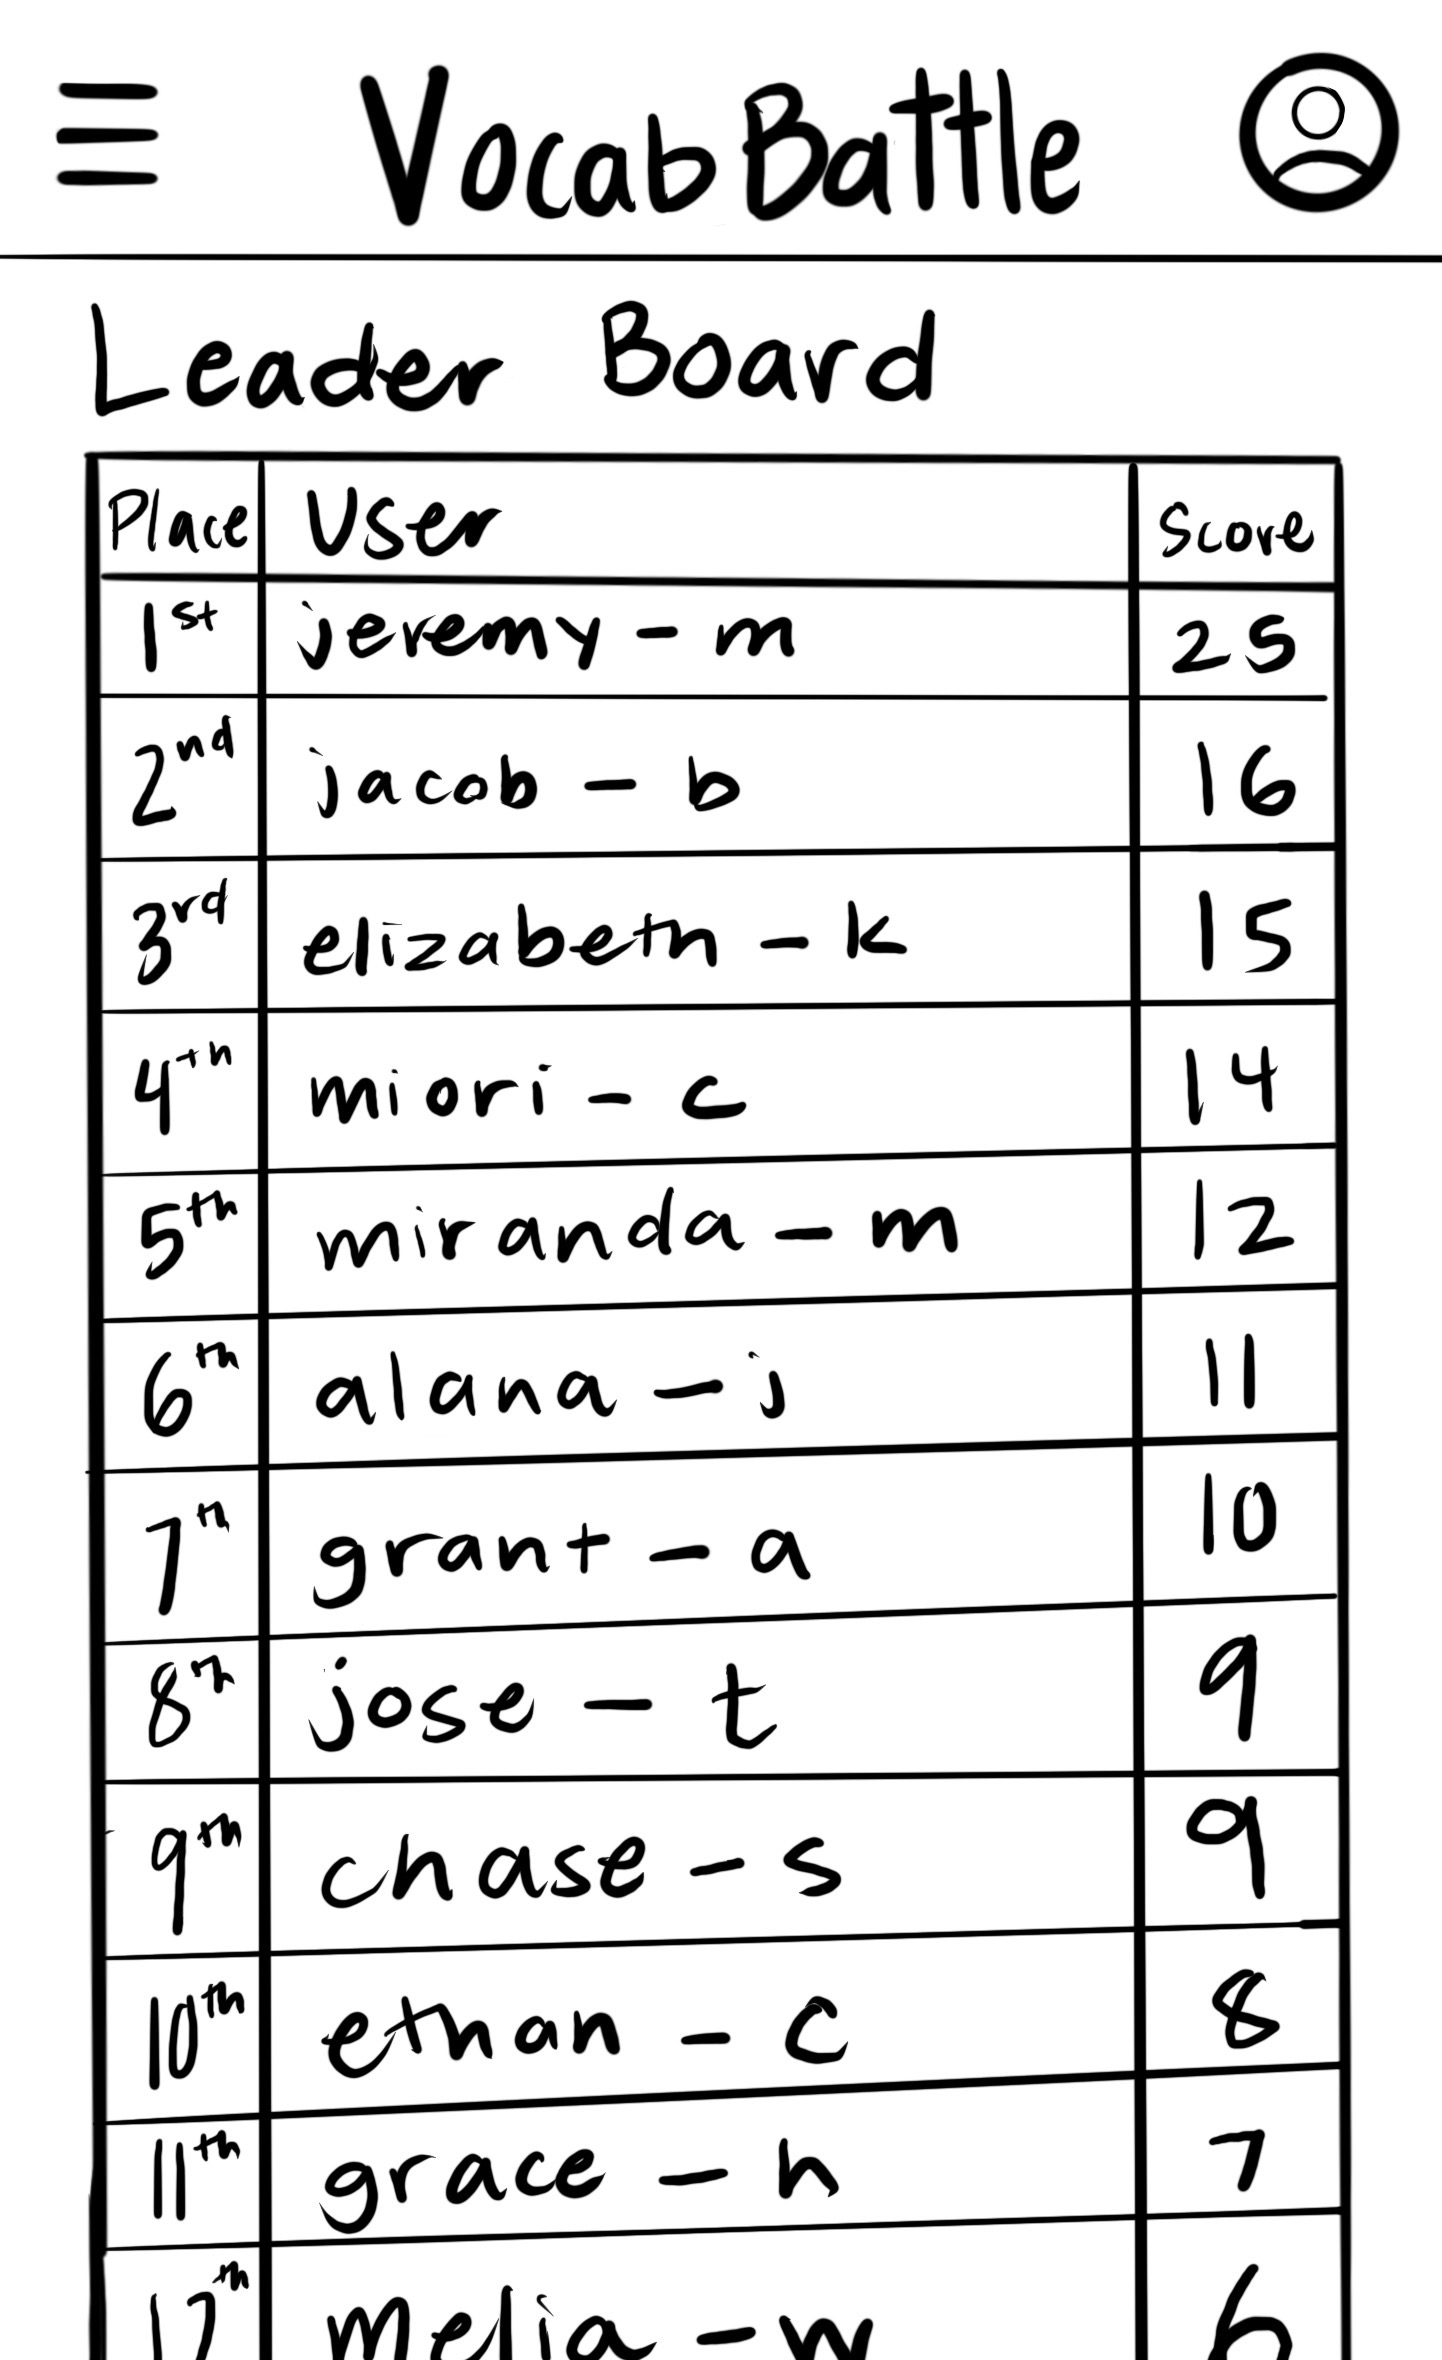 VocabBattle
Leader Board
Place User Score
1st jeremy - m 25
2nd jacob - b 16
3rd elizabeth - k 15
4th miori - c 14
5th miranda - m 12
6th alana - j 11
7th grant - a 10
8th jose - t 9
9th chase - s 9
10th ethan - c 8
11th grace - h 7
12th melia - w 6